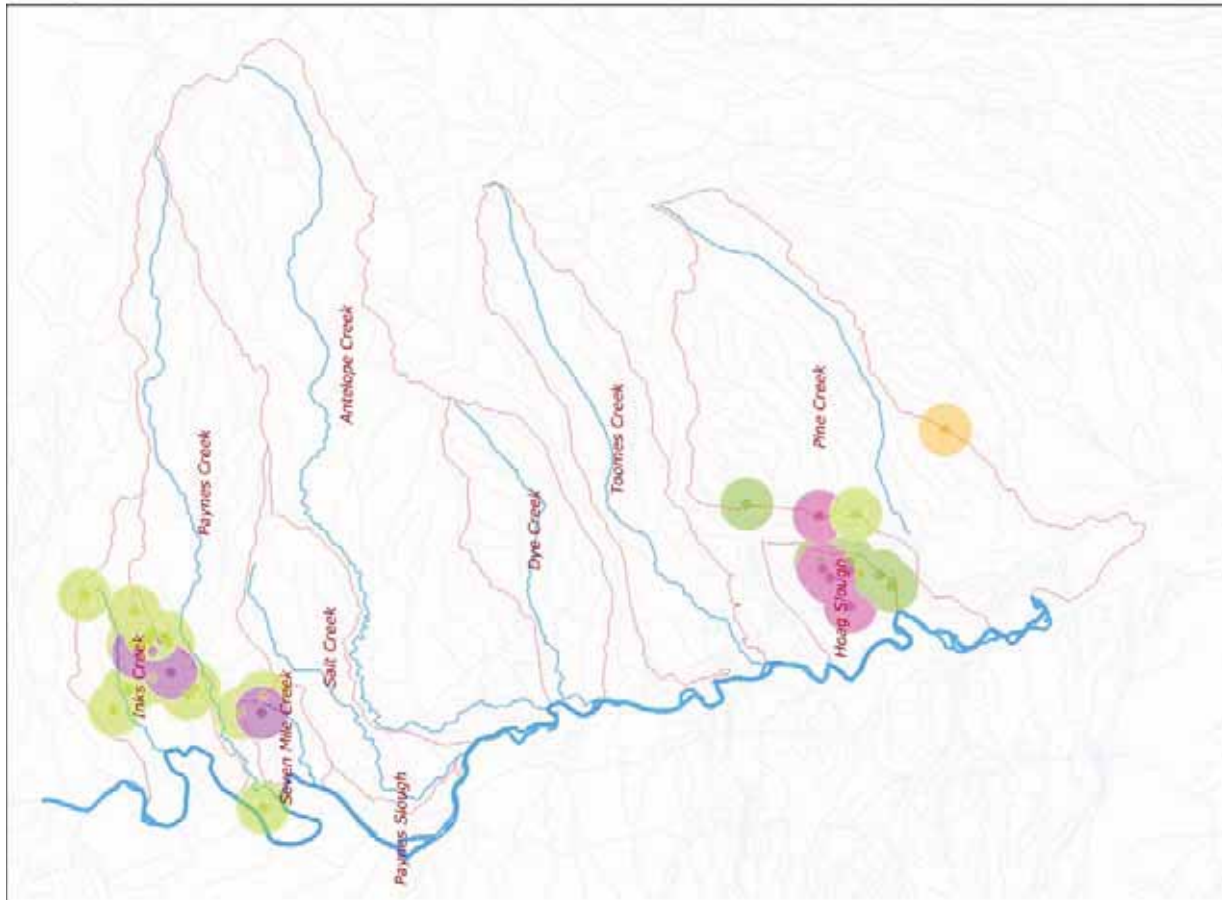 Inks Creek
Paynes Creek
Seven Mile Creek
Salt Creek
Antelope Creek
Paynes Slough
Dye Creek
Toomes Creek
Pine Creek
Hoag Slough